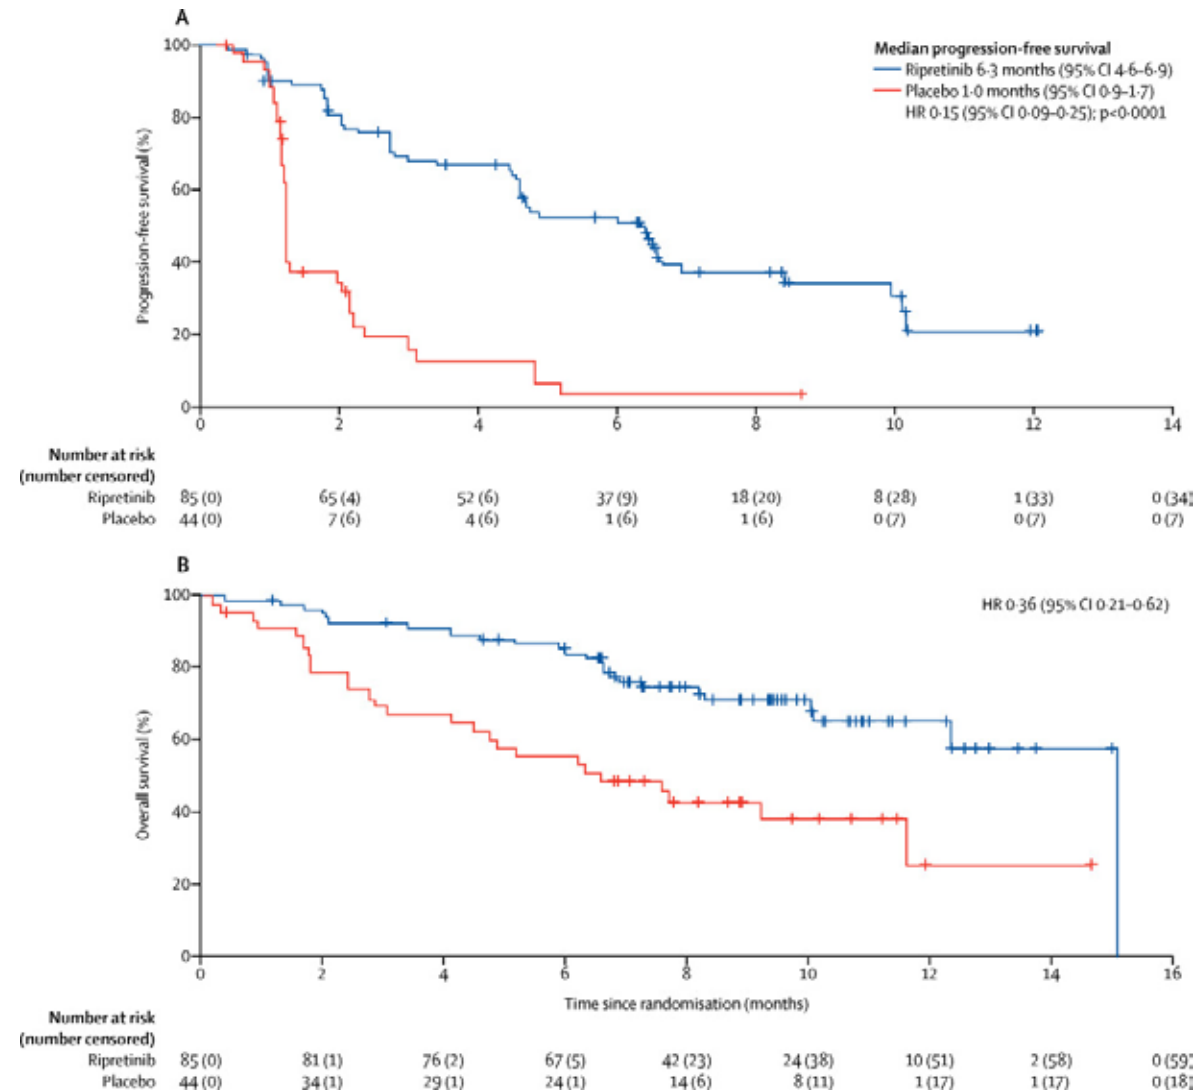 A
Median progression-free survival
Ripretinib 6·3 months (95% CI 4·6–6·9)
Placebo 1·0 months (95% CI 0·9–1·7)
HR 0·15 (95% CI 0·09–0·25); p<0·0001
Progression-free survival (%)
100
80
60
40
20
0
0 2 4 6 8 10 12 14
Number at risk
(number censored)
Ripretinib 85 (0) 65 (4) 52 (6) 37 (9) 18 (20) 8 (28) 1 (33) 0 (34)
Placebo 44 (0) 7 (6) 4 (6) 1 (6) 1 (6) 0 (7) 0 (7) 0 (7)
B
HR 0·36 (95% CI 0·21–0·62)
Overall survival (%)
100
80
60
40
20
0
0 2 4 6 8 10 12 14 16
Time since randomisation (months)
Number at risk
(number censored)
Ripretinib 85 (0) 81 (1) 76 (2) 67 (5) 42 (23) 24 (38) 10 (51) 2 (58) 0 (59)
Placebo 44 (0) 34 (1) 29 (1) 24 (1) 14 (6) 8 (11) 1 (17) 1 (17) 0 (18)